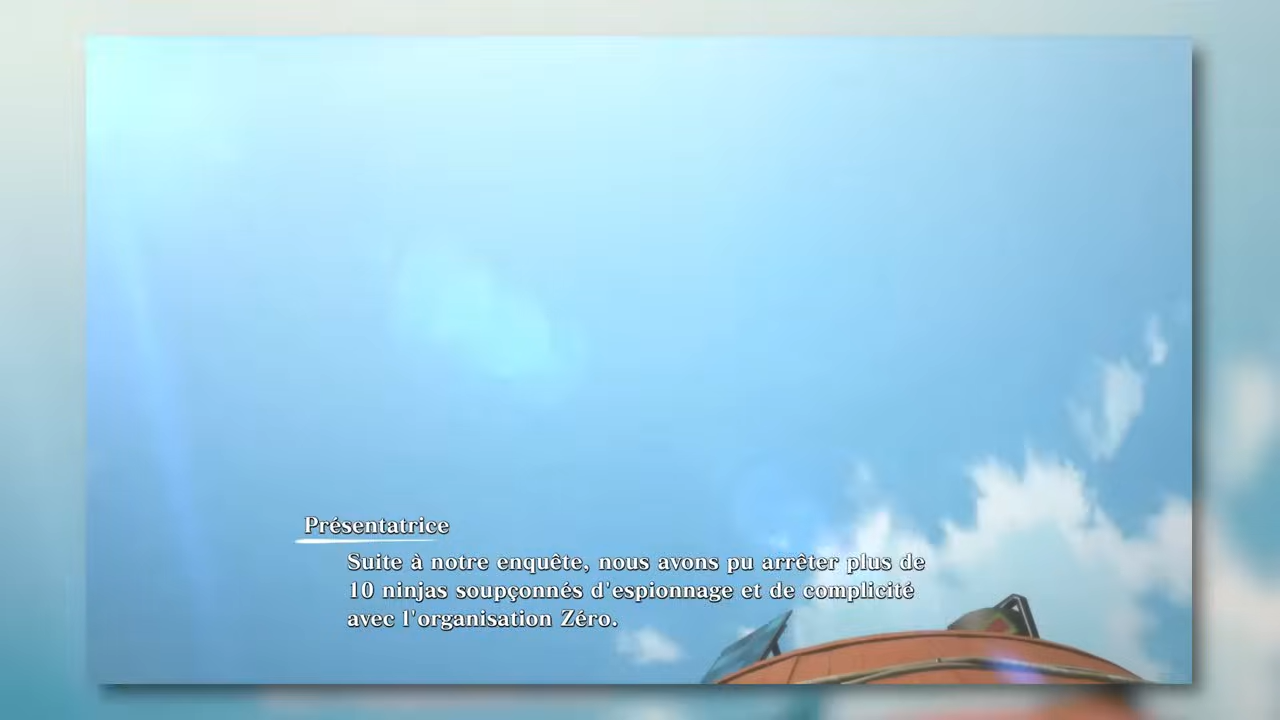 Présentatrice
Suite à notre enquête, nous avons pu arrêter plus de
10 ninjas soupçonnés d'espionnage et de complicité
avec l'organisation Zéro.